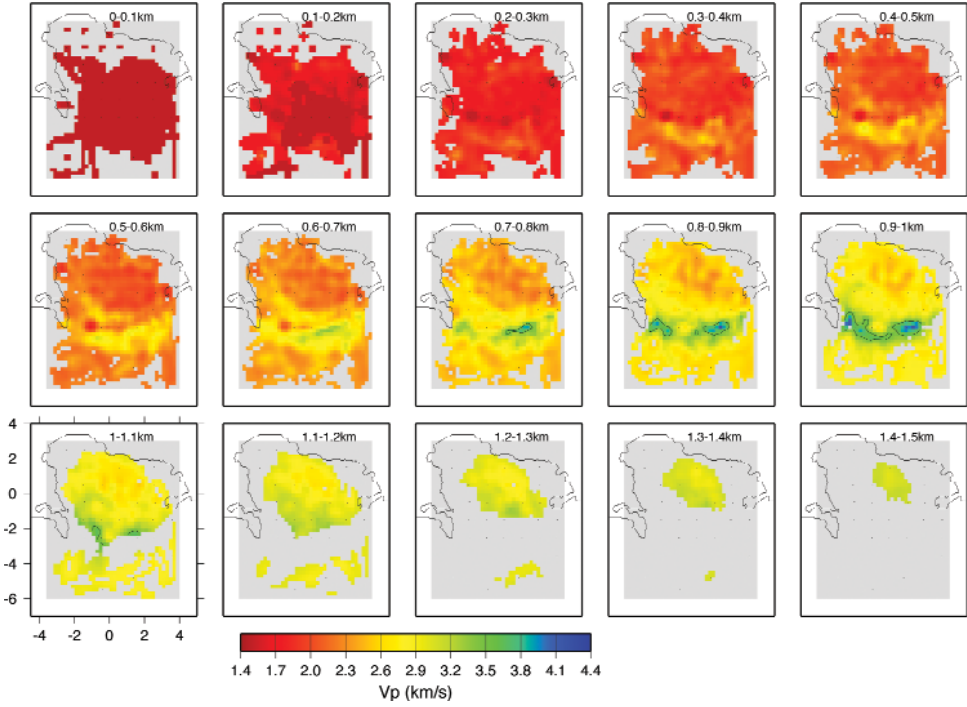 0-0.1km 0.1-0.2km 0.2-0.3km 0.3-0.4km 0.4-0.5km
0.5-0.6km 0.6-0.7km 0.7-0.8km 0.8-0.9km 0.9-1km
1-1.1km 1.1-1.2km 1.2-1.3km 1.3-1.4km 1.4-1.5km
4
2
0
-2
-4
-6
-4 -2 0 2 4
1.4 1.7 2.0 2.3 2.6 2.9 3.2 3.5 3.8 4.1 4.4
Vp (km/s)